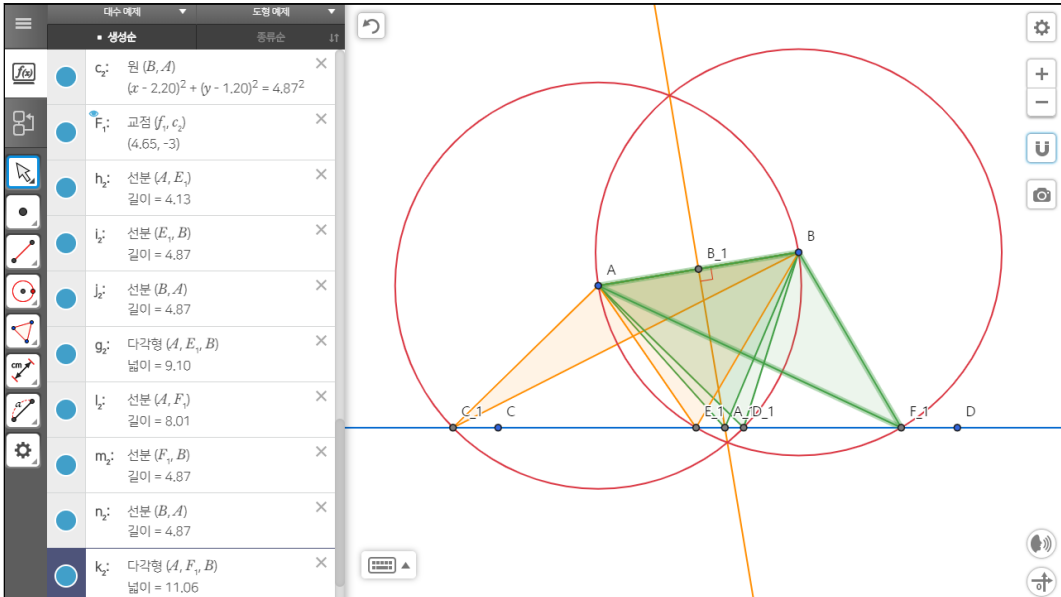 대수 예제 ▼ 도형 예제 ▼
▪ 생성순 종류순 ↓↑
f(x)
c₂: 원 (B, A)
(x - 2.20)² + (y - 1.20)² = 4.87²
F₁: 교점 (f₁, c₂)
(4.65, -3)
h₂: 선분 (A, E₁)
길이 = 4.13
i₂: 선분 (E₁, B)
길이 = 4.87
j₂: 선분 (B, A)
길이 = 4.87
g₂: 다각형 (A, E₁, B)
넓이 = 9.10
l₂: 선분 (A, F₁)
길이 = 8.01
m₂: 선분 (F₁, B)
길이 = 4.87
n₂: 선분 (B, A)
길이 = 4.87
k₂: 다각형 (A, F₁, B)
넓이 = 11.06
cm
B
B_1
A
C_1 C E_1 A_ D_1 F_1 D